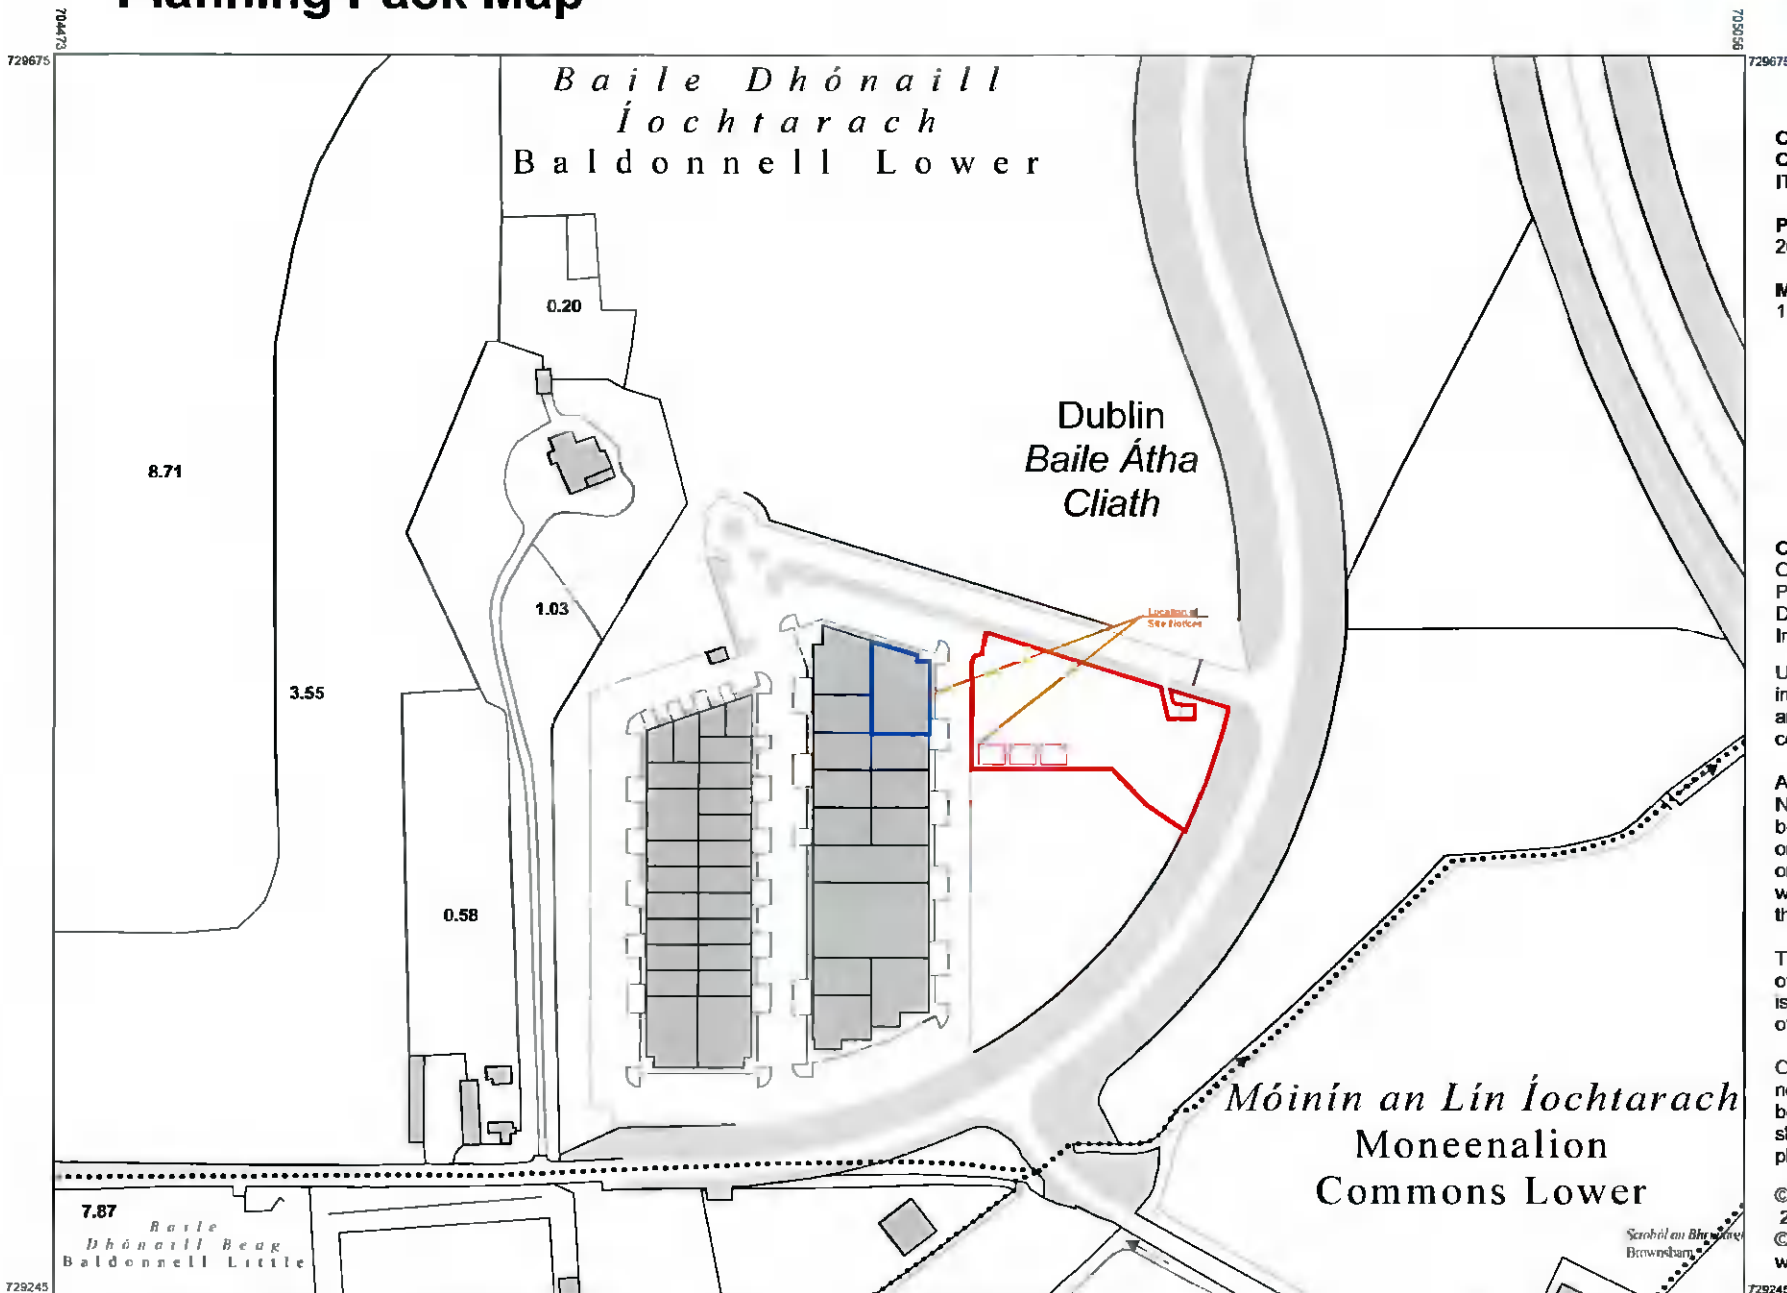 Planning Pack Map
704473
705056
729675
729675
Baile Dhónaill
Íochtarach
Baldonnell Lower
0.20
8.71
Dublin
Baile Átha
Cliath
1.03
Location of
Site Notices
3.55
0.58
Móinín an Lín Íochtarach
Moneenalion
Commons Lower
7.87
Baile
Dhónaill Beag
Baldonnell Little
Brownsbarn
729245
729245